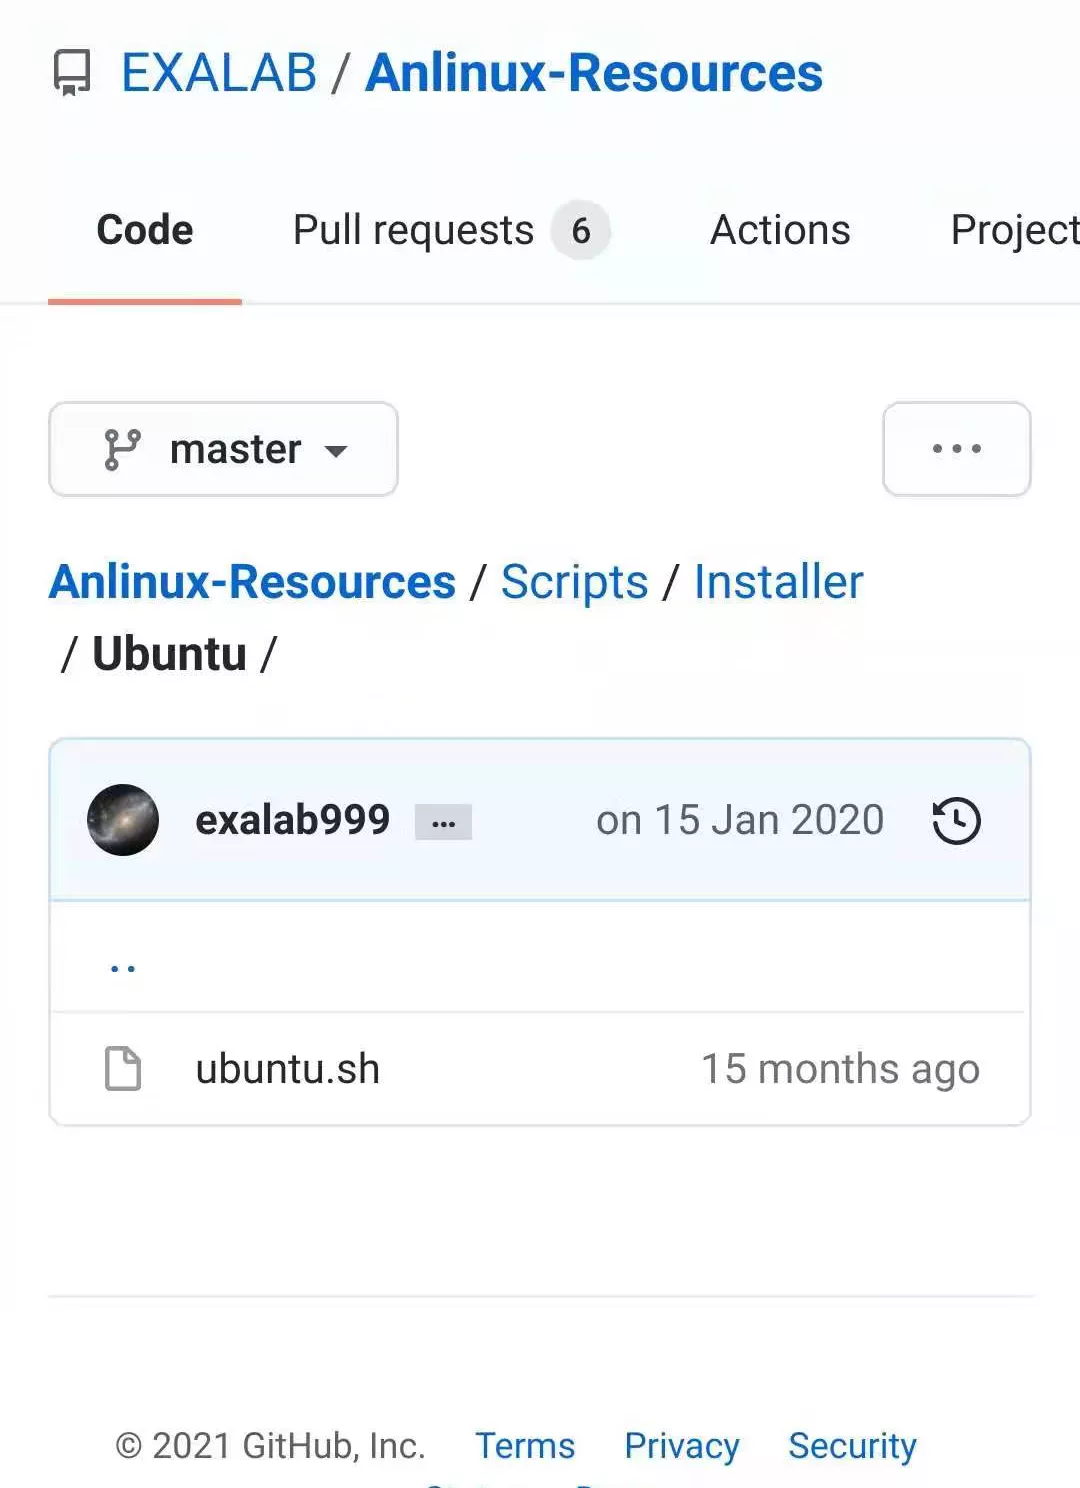 EXALAB / Anlinux-Resources
Code Pull requests 6 Actions Project
master ...
Anlinux-Resources / Scripts / Installer
/ Ubuntu /
exalab999 ... on 15 Jan 2020
..
ubuntu.sh 15 months ago
© 2021 GitHub, Inc. Terms Privacy Security